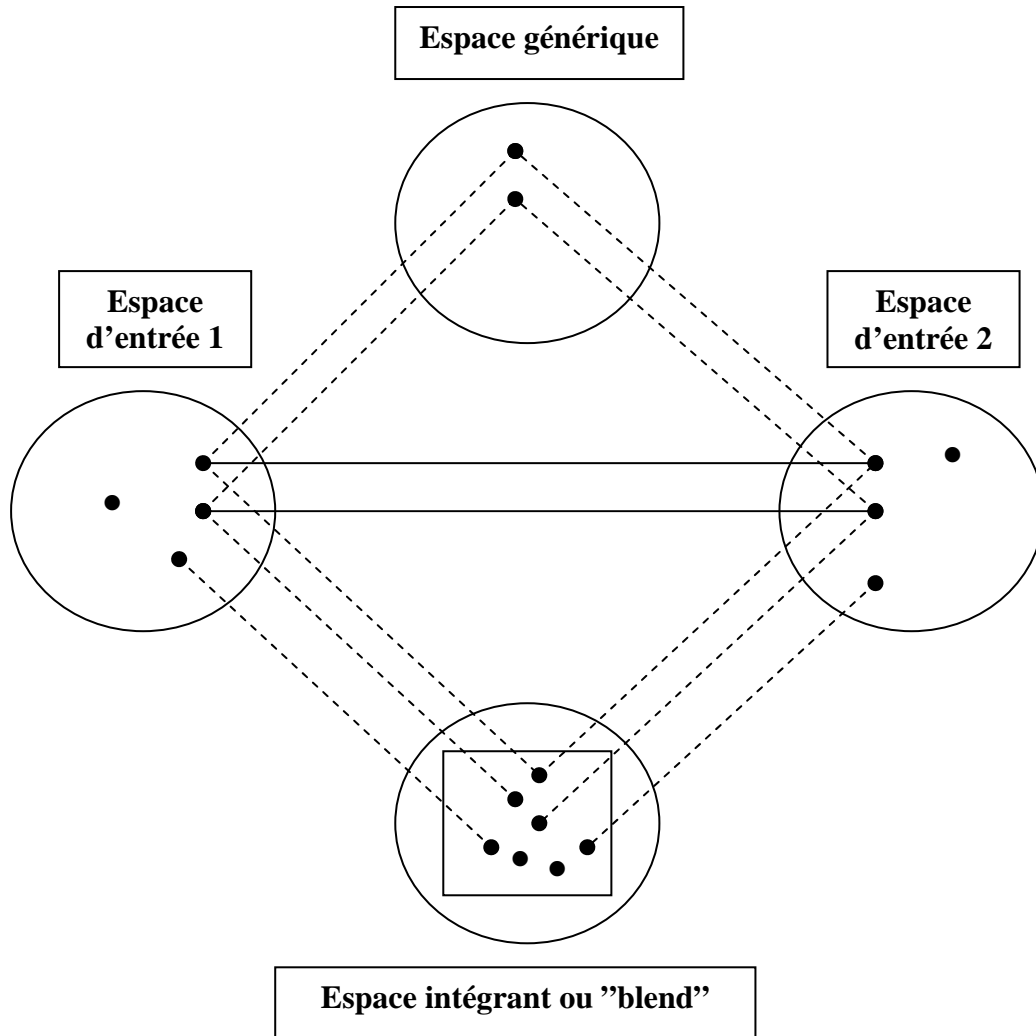 Espace générique
Espace
d’entrée 1
Espace
d’entrée 2
Espace intégrant ou ”blend”